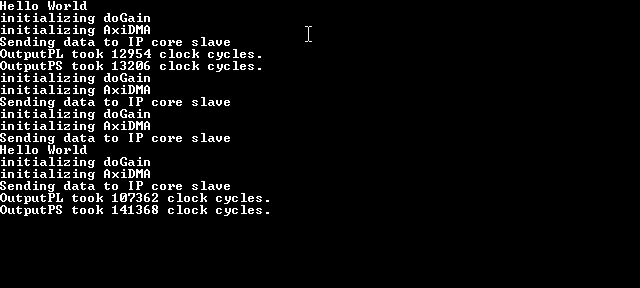 Hello World
initializing doGain
initializing AxiDMA
Sending data to IP core slave
OutputPL took 12954 clock cycles.
OutputPS took 13206 clock cycles.
initializing doGain
initializing AxiDMA
Sending data to IP core slave
initializing doGain
initializing AxiDMA
Sending data to IP core slave
Hello World
initializing doGain
initializing AxiDMA
Sending data to IP core slave
OutputPL took 107362 clock cycles.
OutputPS took 141368 clock cycles.